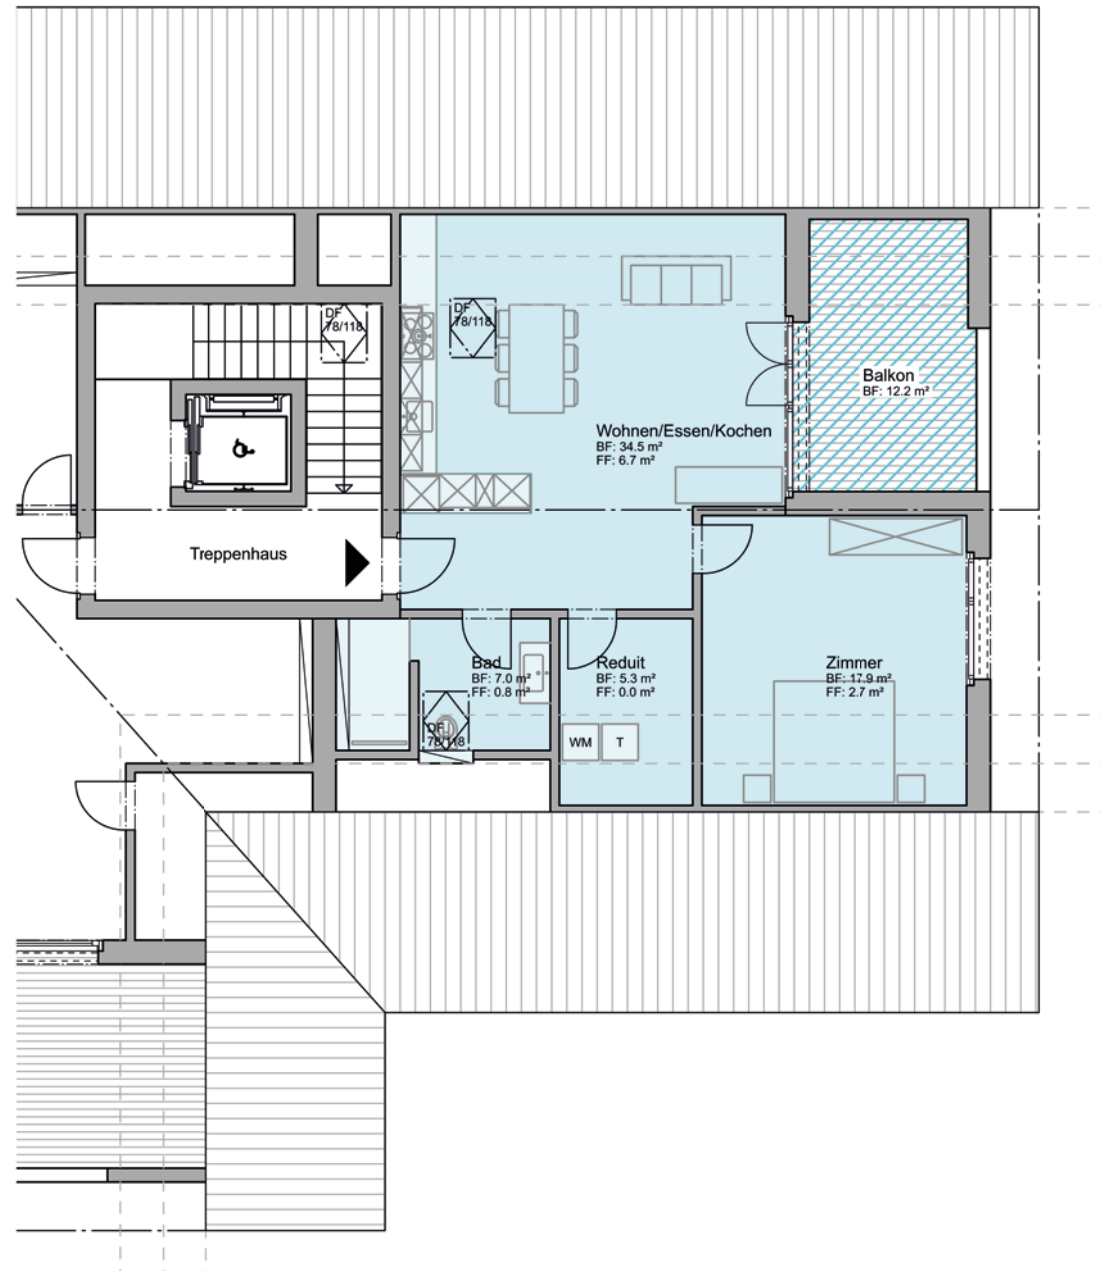 DF
78/118
DF
78/118
Balkon
BF: 12.2 m²
Wohnen/Essen/Kochen
BF: 34.5 m²
FF: 6.7 m²
Treppenhaus
Bad
BF: 7.0 m²
FF: 0.8 m²
Reduit
BF: 5.3 m²
FF: 0.0 m²
Zimmer
BF: 17.9 m²
FF: 2.7 m²
DF
78/118
WM
T